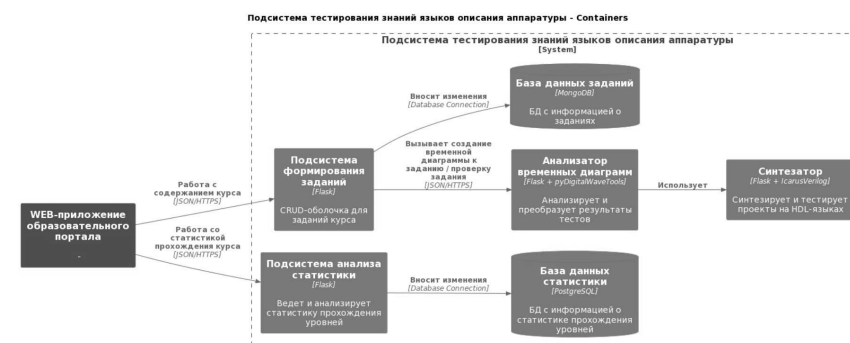 Подсистема тестирования знаний языков описания аппаратуры - Containers
Подсистема тестирования знаний языков описания аппаратуры
[System]
База данных заданий
[MongoDB]
БД с информацией о
заданиях
Вносит изменения
[Database Connection]
Вызывает создание
временной
диаграммы к
заданию / проверку
задания
[JSON/HTTPS]
Подсистема
формирования
заданий
[Flask]
CRUD-оболочка для
заданий курса
Анализатор
временных диаграмм
[Flask + pyDigitalWaveTools]
Анализирует и
преобразует результаты
тестов
Использует
Синтезатор
[Flask + IcarusVerilog]
Синтезирует и тестирует
проекты на HDL-языках
Работа с
содержанием курса
[JSON/HTTPS]
WEB-приложение
образовательного
портала
-
Работа со
статистикой
прохождения курса
[JSON/HTTPS]
Подсистема анализа
статистики
[Flask]
Ведет и анализирует
статистику прохождения
уровней
Вносит изменения
[Database Connection]
База данных
статистики
[PostgreSQL]
БД с информацией о
статистике прохождения
уровней